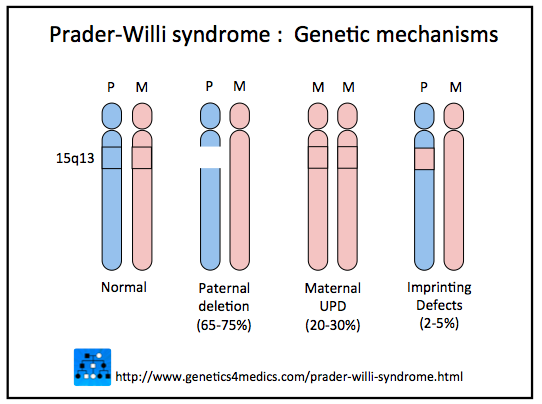 Prader-Willi syndrome : Genetic mechanisms
P M P M M M P M
15q13
Normal
Paternal
deletion
(65-75%)
Maternal
UPD
(20-30%)
Imprinting
Defects
(2-5%)
http://www.genetics4medics.com/prader-willi-syndrome.html